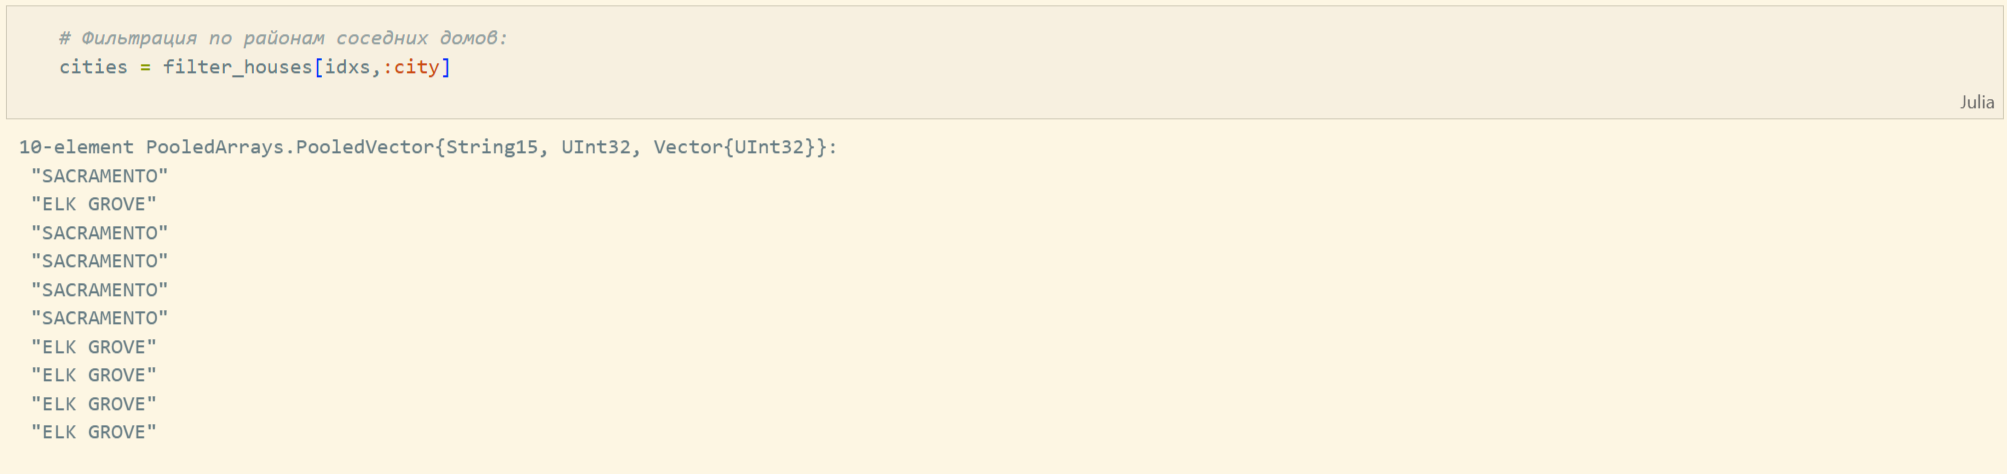 # Фильтрация по районам соседних домов:
cities = filter_houses[idxs,:city]
Julia
10-element PooledArrays.PooledVector{String15, UInt32, Vector{UInt32}}:
"SACRAMENTO"
"ELK GROVE"
"SACRAMENTO"
"SACRAMENTO"
"SACRAMENTO"
"SACRAMENTO"
"ELK GROVE"
"ELK GROVE"
"ELK GROVE"
"ELK GROVE"